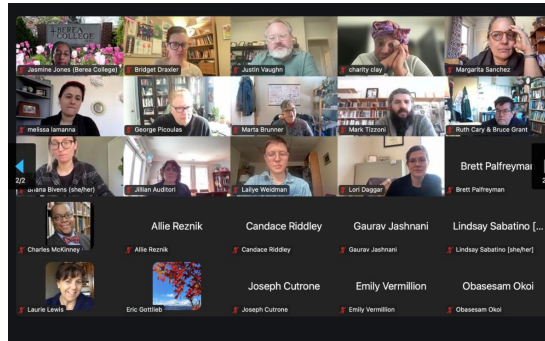 BEREA
COLLEGE
Jasmine Jones (Berea College)
Bridget Draxler
Justin Vaughn
charity clay
Margarita Sanchez
melissa lamanna
George Picoulas
Marta Brunner
Mark Tizzoni
Ruth Cary & Bruce Grant
2/2
Briana Bivens (she/her)
Jillian Auditori
Lailye Weidman
Lori Daggar
Brett Palfreyman
Brett Palfreyman
Charles McKinney
Allie Reznik
Allie Reznik
Candace Riddley
Candace Riddley
Gaurav Jashnani
Gaurav Jashnani
Lindsay Sabatino [...
Lindsay Sabatino [she/her]
Laurie Lewis
Eric Gottlieb
Joseph Cutrone
Joseph Cutrone
Emily Vermillion
Emily Vermillion
Obasesam Okoi
Obasesam Okoi